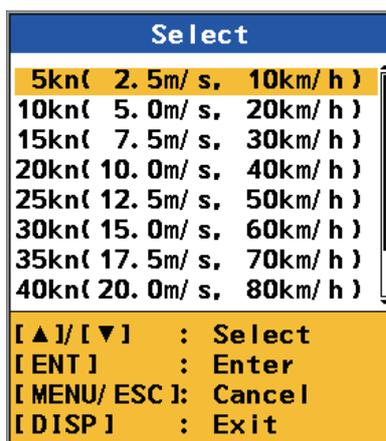 Select
5kn( 2.5m/s, 10km/h)
10kn( 5.0m/s, 20km/h)
15kn( 7.5m/s, 30km/h)
20kn(10.0m/s, 40km/h)
25kn(12.5m/s, 50km/h)
30kn(15.0m/s, 60km/h)
35kn(17.5m/s, 70km/h)
40kn(20.0m/s, 80km/h)
[▲]/[▼] : Select
[ENT] : Enter
[MENU/ESC]: Cancel
[DISP] : Exit